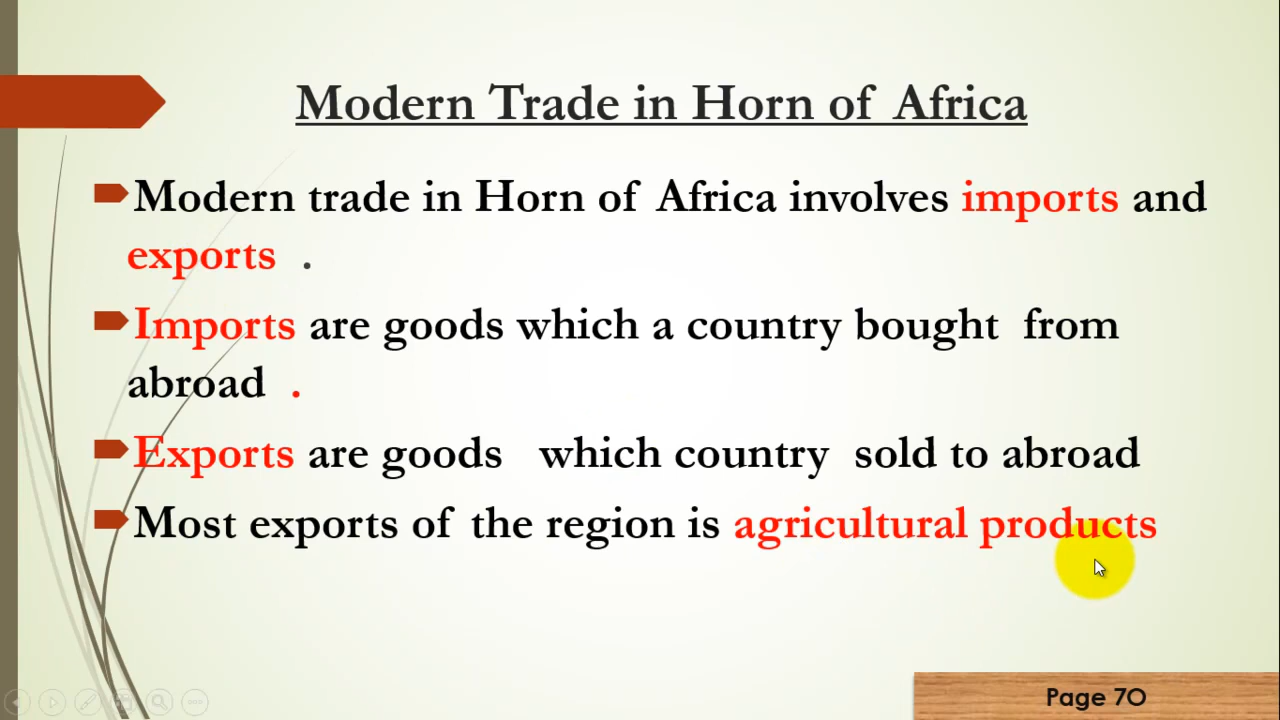 Modern Trade in Horn of Africa
Modern trade in Horn of Africa involves imports and
exports .
Imports are goods which a country bought from
abroad .
Exports are goods which country sold to abroad
Most exports of the region is agricultural products
Page 70